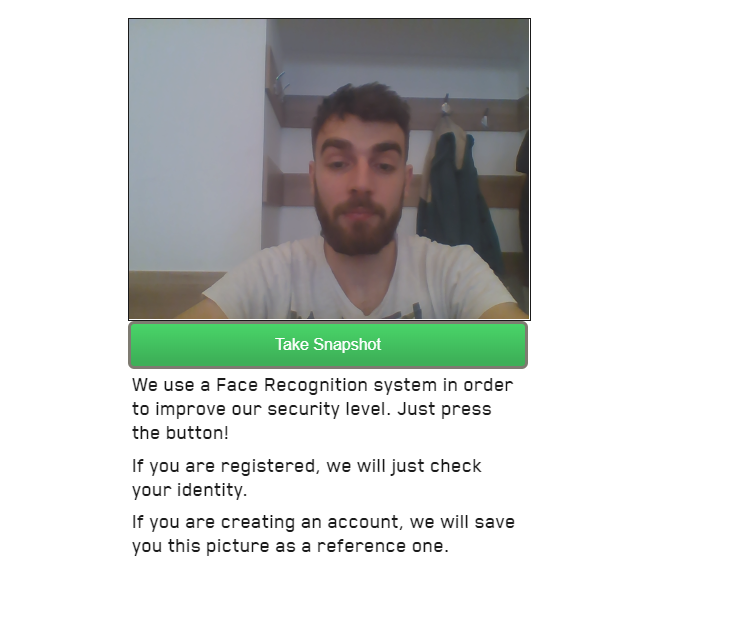 Take Snapshot
We use a Face Recognition system in order
to improve our security level. Just press
the button!
If you are registered, we will just check
your identity.
If you are creating an account, we will save
you this picture as a reference one.